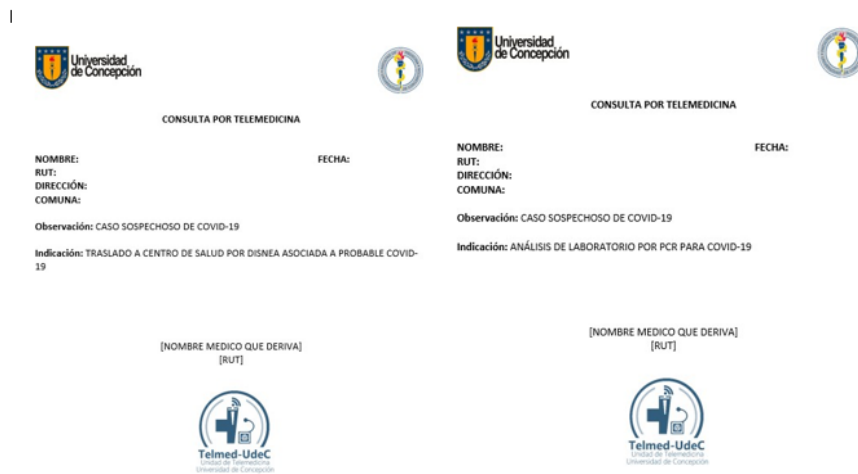 Universidad
de Concepción
CONSULTA POR TELEMEDICINA
NOMBRE: FECHA:
RUT:
DIRECCIÓN:
COMUNA:
Observación: CASO SOSPECHOSO DE COVID-19
Indicación: TRASLADO A CENTRO DE SALUD POR DISNEA ASOCIADA A PROBABLE COVID-
19
[NOMBRE MEDICO QUE DERIVA]
[RUT]
Telmed-UdeC
Unidad de Telemedicina
Universidad de Concepción
Universidad
de Concepción
CONSULTA POR TELEMEDICINA
NOMBRE: FECHA:
RUT:
DIRECCIÓN:
COMUNA:
Observación: CASO SOSPECHOSO DE COVID-19
Indicación: ANÁLISIS DE LABORATORIO POR PCR PARA COVID-19
[NOMBRE MEDICO QUE DERIVA]
[RUT]
Telmed-UdeC
Unidad de Telemedicina
Universidad de Concepción